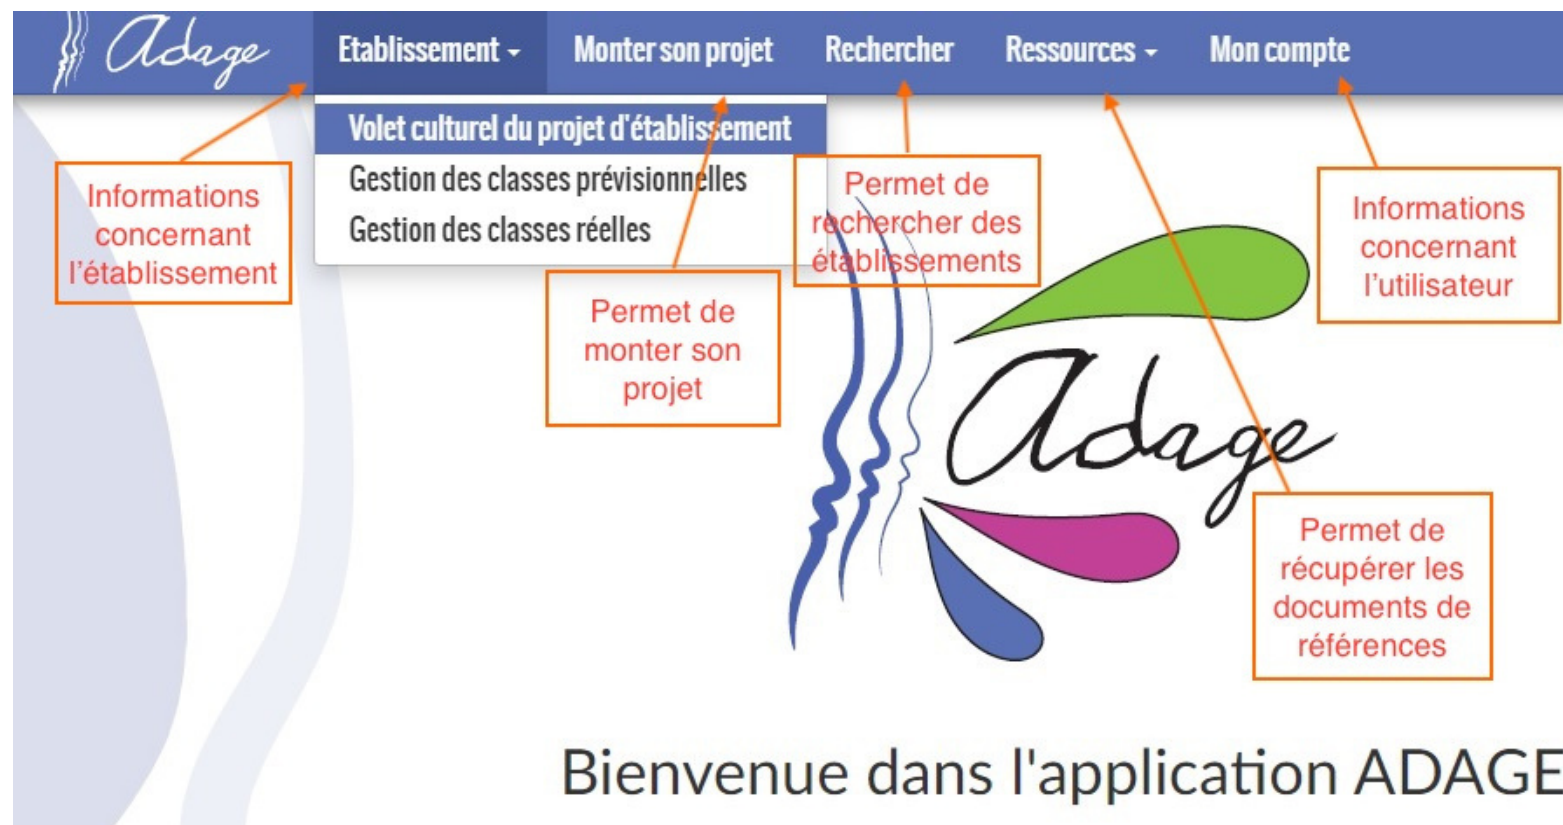 Adage Etablissement Monter son projet Rechercher Ressources Mon compte
Volet culturel du projet d'établissement
Gestion des classes prévisionnelles
Gestion des classes réelles
Informations
concernant
l'établissement
Permet de
monter son
projet
Permet de
rechercher des
établissements
Informations
concernant
l'utilisateur
Adage
Permet de
récupérer les
documents de
références
Bienvenue dans l'application ADAGE